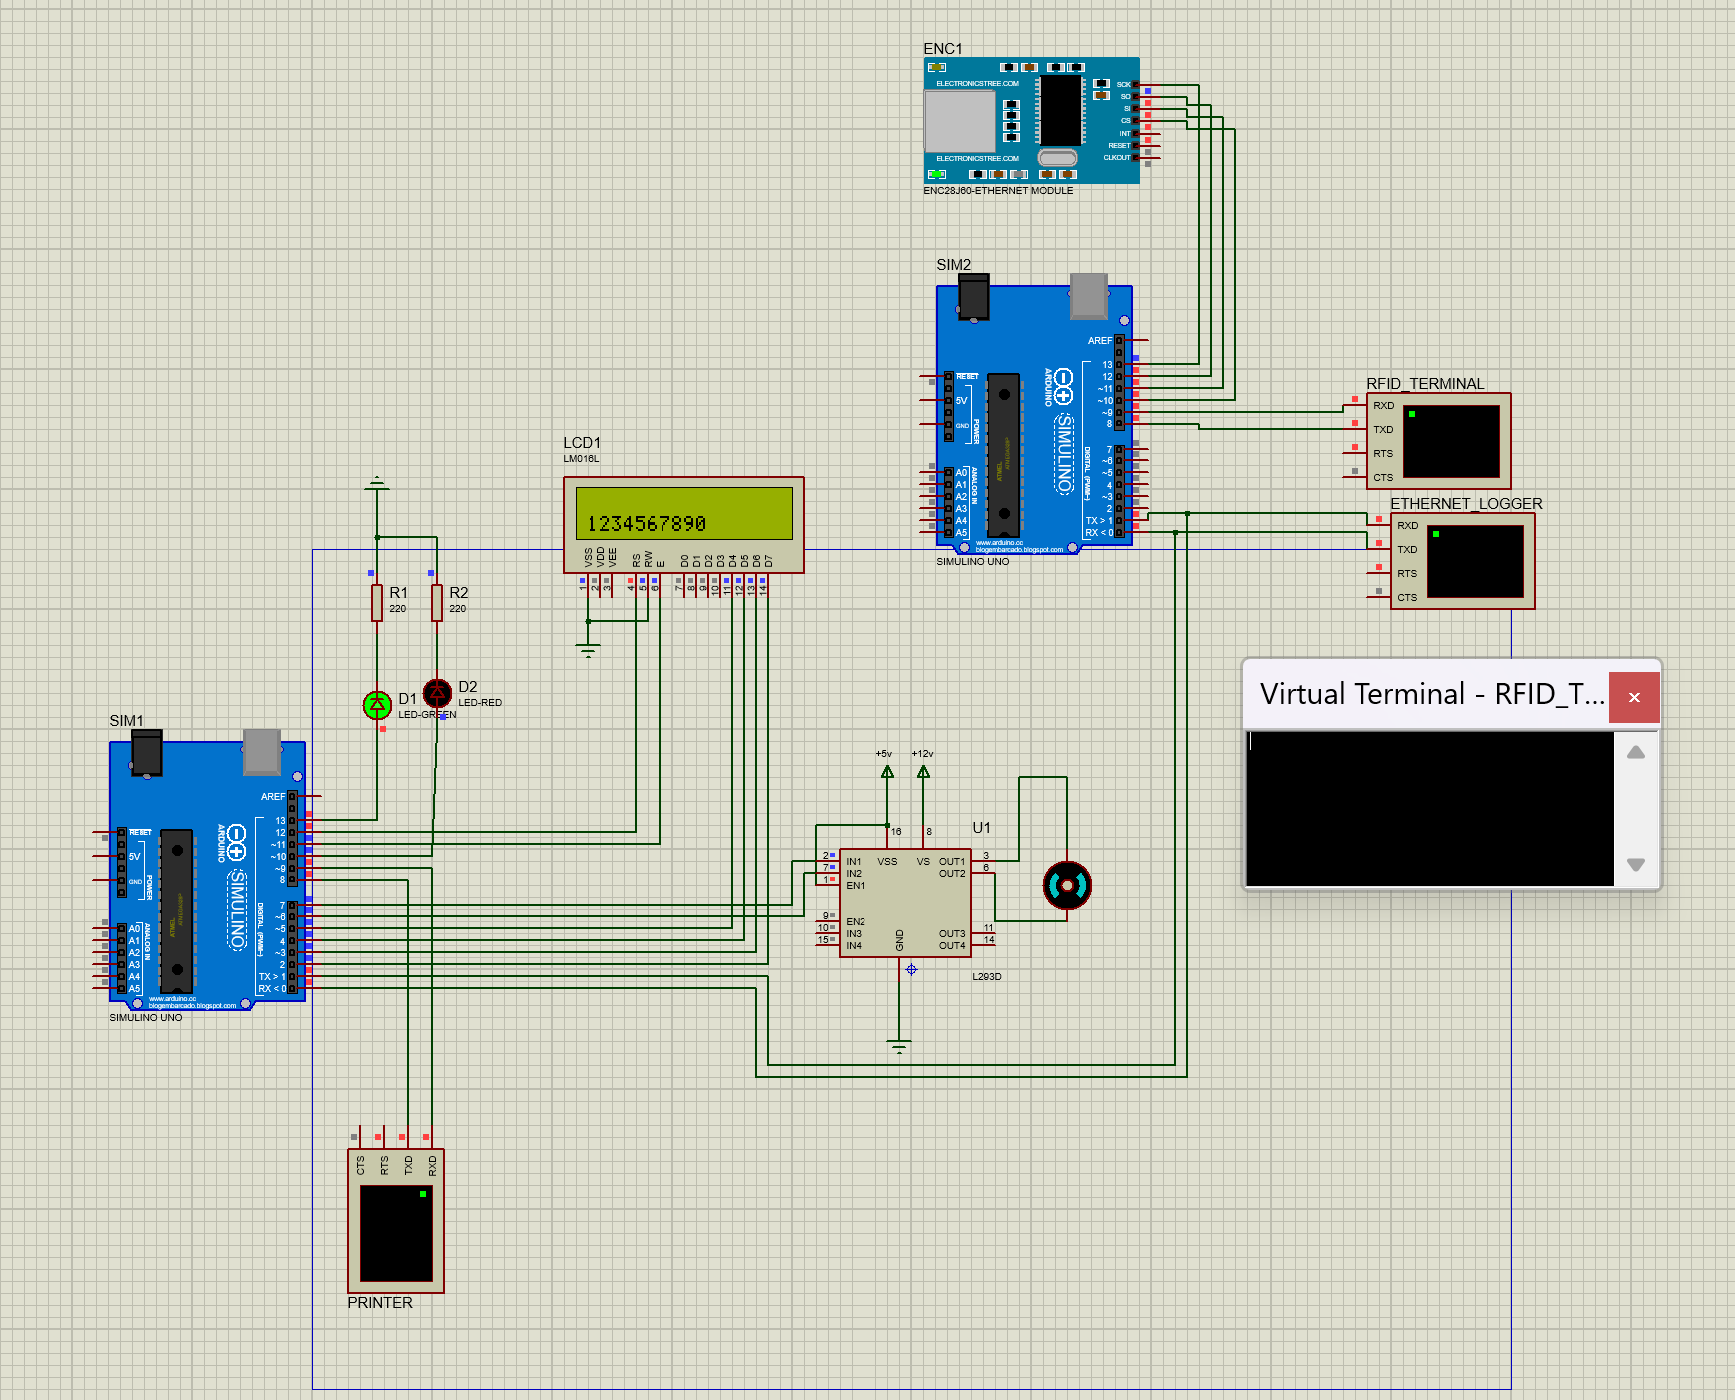 ENC1
ELECTRONICSTREE.COM
SCK
SO
SI
CS
INT
RESET
CLKOUT
ELECTRONICSTREE.COM
ENC28J60-ETHERNET MODULE
SIM2
AREF
13
12
~11
~10
~9
8
7
~6
~5
4
~3
2
TX > 1
RX < 0
RESET
5V
GND
POWER
A0
A1
A2
A3
A4
A5
ANALOG IN
ARDUINO
SIMULINO
DIGITAL (PWM~)
ATMEL
www.arduino.cc
blogembarcado.blogspot.com
SIMULINO UNO
RFID_TERMINAL
RXD
TXD
RTS
CTS
ETHERNET_LOGGER
RXD
TXD
RTS
CTS
LCD1
LM016L
1234567890
VSS
VDD
VEE
RS
RW
E
D0
D1
D2
D3
D4
D5
D6
D7
1
2
3
4
5
6
7
8
9
10
11
12
13
14
R1
220
R2
220
D1
LED-GREEN
D2
LED-RED
Virtual Terminal - RFID_T...
SIM1
AREF
13
12
~11
~10
~9
8
7
~6
~5
4
~3
2
TX > 1
RX < 0
RESET
5V
GND
POWER
A0
A1
A2
A3
A4
A5
ANALOG IN
ARDUINO
SIMULINO
DIGITAL (PWM~)
ATMEL
www.arduino.cc
blogembarcado.blogspot.com
SIMULINO UNO
+5v
+12v
16
8
U1
2
7
1
9
10
15
IN1
IN2
EN1
EN2
IN3
IN4
VSS
VS
OUT1
OUT2
OUT3
OUT4
GND
3
6
11
14
L293D
CTS
RTS
TXD
RXD
PRINTER